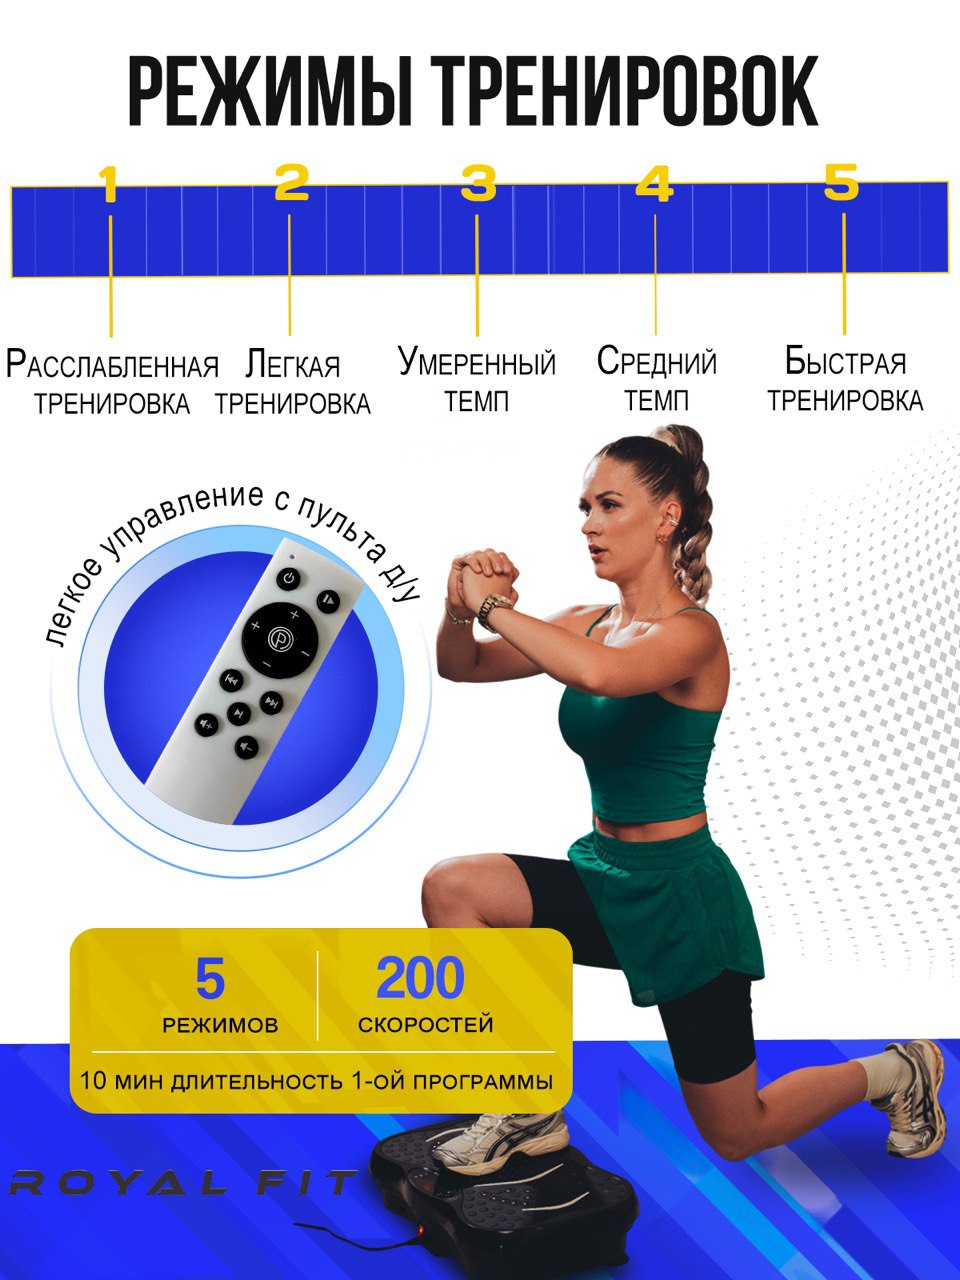 РЕЖИМЫ ТРЕНИРОВОК
1 2 3 4 5
Расслабленная
тренировка
Легкая
тренировка
Умеренный
темп
Средний
темп
Быстрая
тренировка
легкое управление с пульта д/у
5
РЕЖИМОВ
200
СКОРОСТЕЙ
10 МИН ДЛИТЕЛЬНОСТЬ 1-ОЙ ПРОГРАММЫ
ROYAL FIT